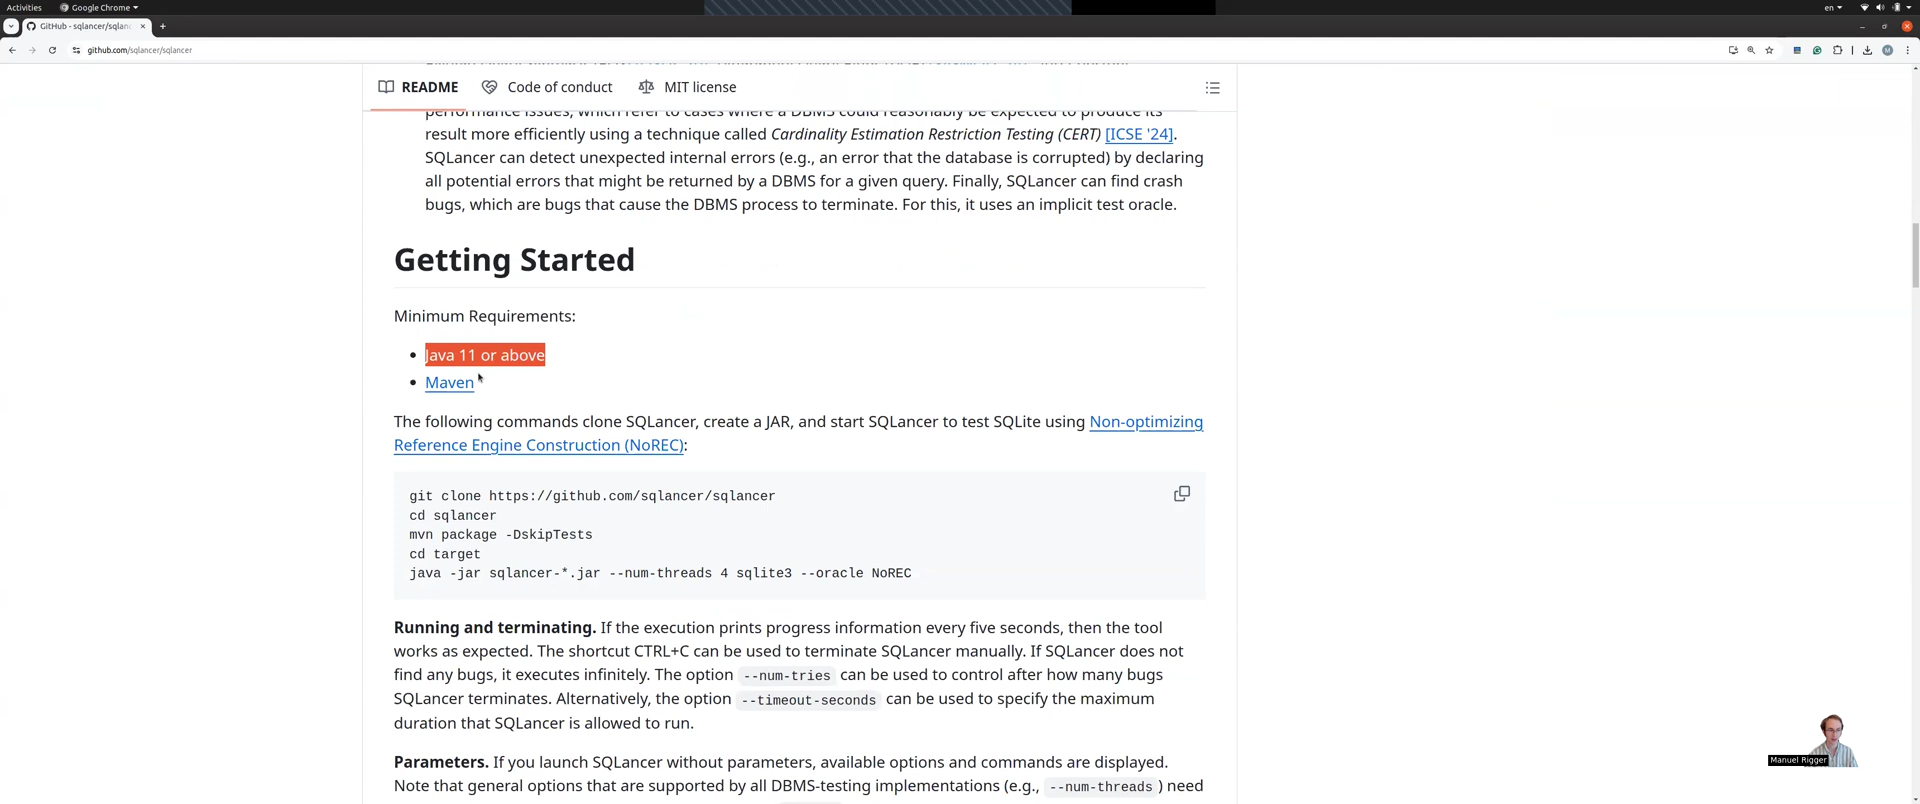 Activities
Google Chrome
en
GitHub - sqlancer/sqlan
github.com/sqlancer/sqlancer
M
README
Code of conduct
MIT license
performance issues, which refer to cases where a DBMS could reasonably be expected to produce its
result more efficiently using a technique called Cardinality Estimation Restriction Testing (CERT) [ICSE '24].
SQLancer can detect unexpected internal errors (e.g., an error that the database is corrupted) by declaring
all potential errors that might be returned by a DBMS for a given query. Finally, SQLancer can find crash
bugs, which are bugs that cause the DBMS process to terminate. For this, it uses an implicit test oracle.
Getting Started
Minimum Requirements:
• Java 11 or above
• Maven
The following commands clone SQLancer, create a JAR, and start SQLancer to test SQLite using Non-optimizing
Reference Engine Construction (NoREC):
git clone https://github.com/sqlancer/sqlancer
cd sqlancer
mvn package -DskipTests
cd target
java -jar sqlancer-*.jar --num-threads 4 sqlite3 --oracle NoREC
Running and terminating. If the execution prints progress information every five seconds, then the tool
works as expected. The shortcut CTRL+C can be used to terminate SQLancer manually. If SQLancer does not
find any bugs, it executes infinitely. The option --num-tries can be used to control after how many bugs
SQLancer terminates. Alternatively, the option --timeout-seconds can be used to specify the maximum
duration that SQLancer is allowed to run.
Parameters. If you launch SQLancer without parameters, available options and commands are displayed.
Note that general options that are supported by all DBMS-testing implementations (e.g., --num-threads ) need
Manuel Rigger